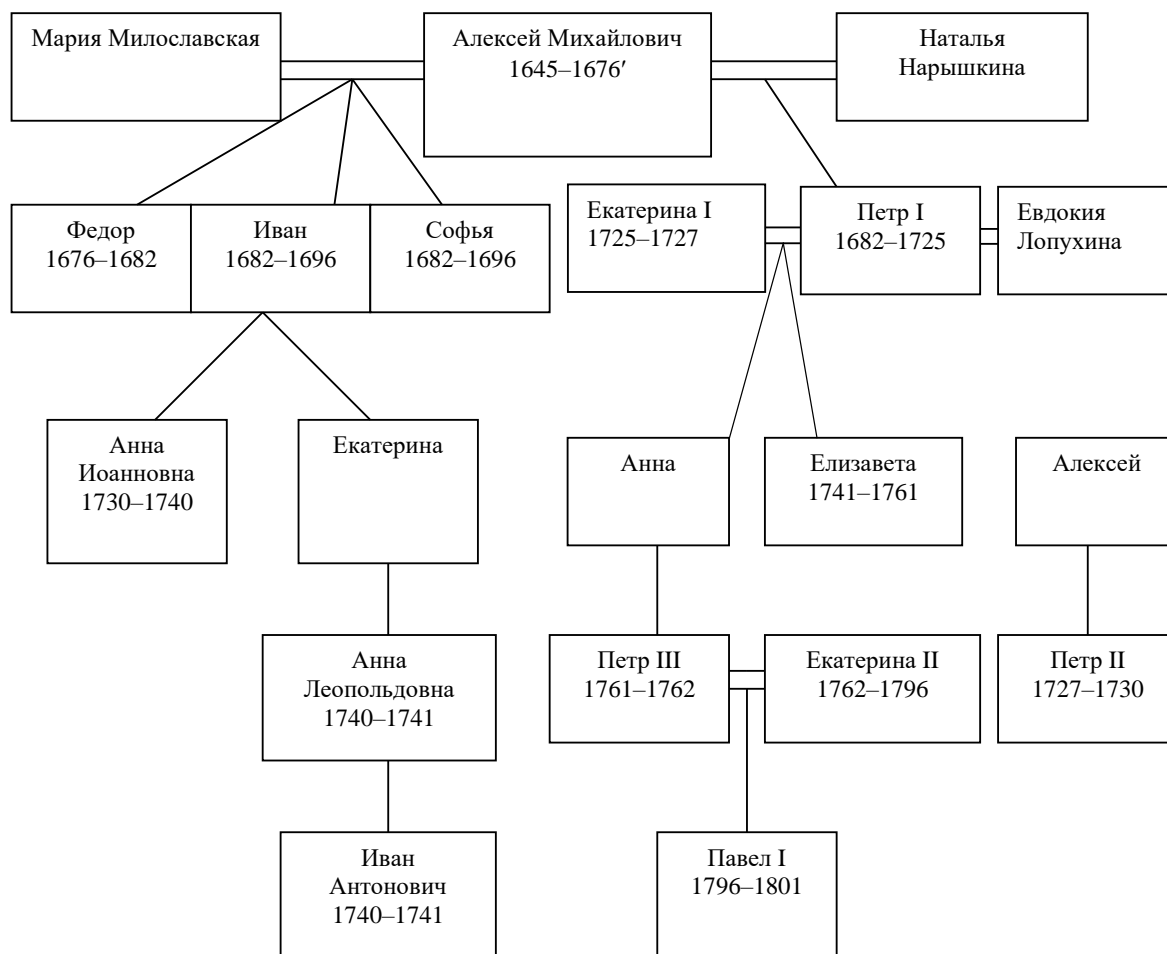 Мария Милославская
Алексей Михайлович
1645–1676′
Наталья
Нарышкина
Федор
1676–1682
Иван
1682–1696
Софья
1682–1696
Екатерина I
1725–1727
Петр I
1682–1725
Евдокия
Лопухина
Анна
Иоанновна
1730–1740
Екатерина
Анна
Елизавета
1741–1761
Алексей
Анна
Леопольдовна
1740–1741
Петр III
1761–1762
Екатерина II
1762–1796
Петр II
1727–1730
Иван
Антонович
1740–1741
Павел I
1796–1801